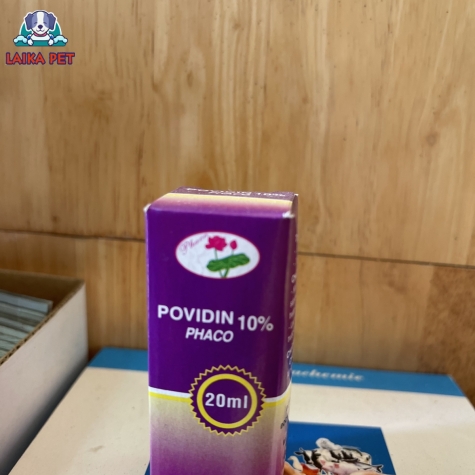 LAIKA PET
Phaco
POVIDIN 10%
PHACO
20ml